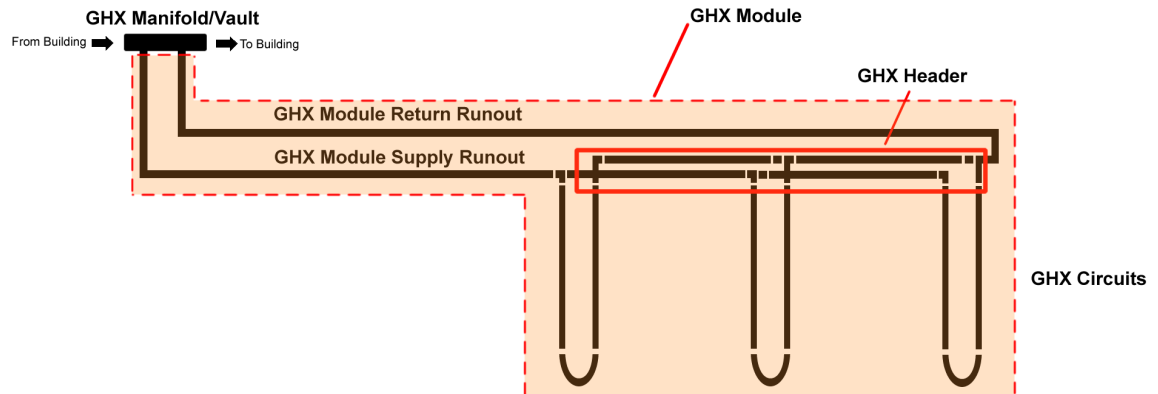 GHX Manifold/Vault
GHX Module
From Building
To Building
GHX Header
GHX Module Return Runout
GHX Module Supply Runout
GHX Circuits